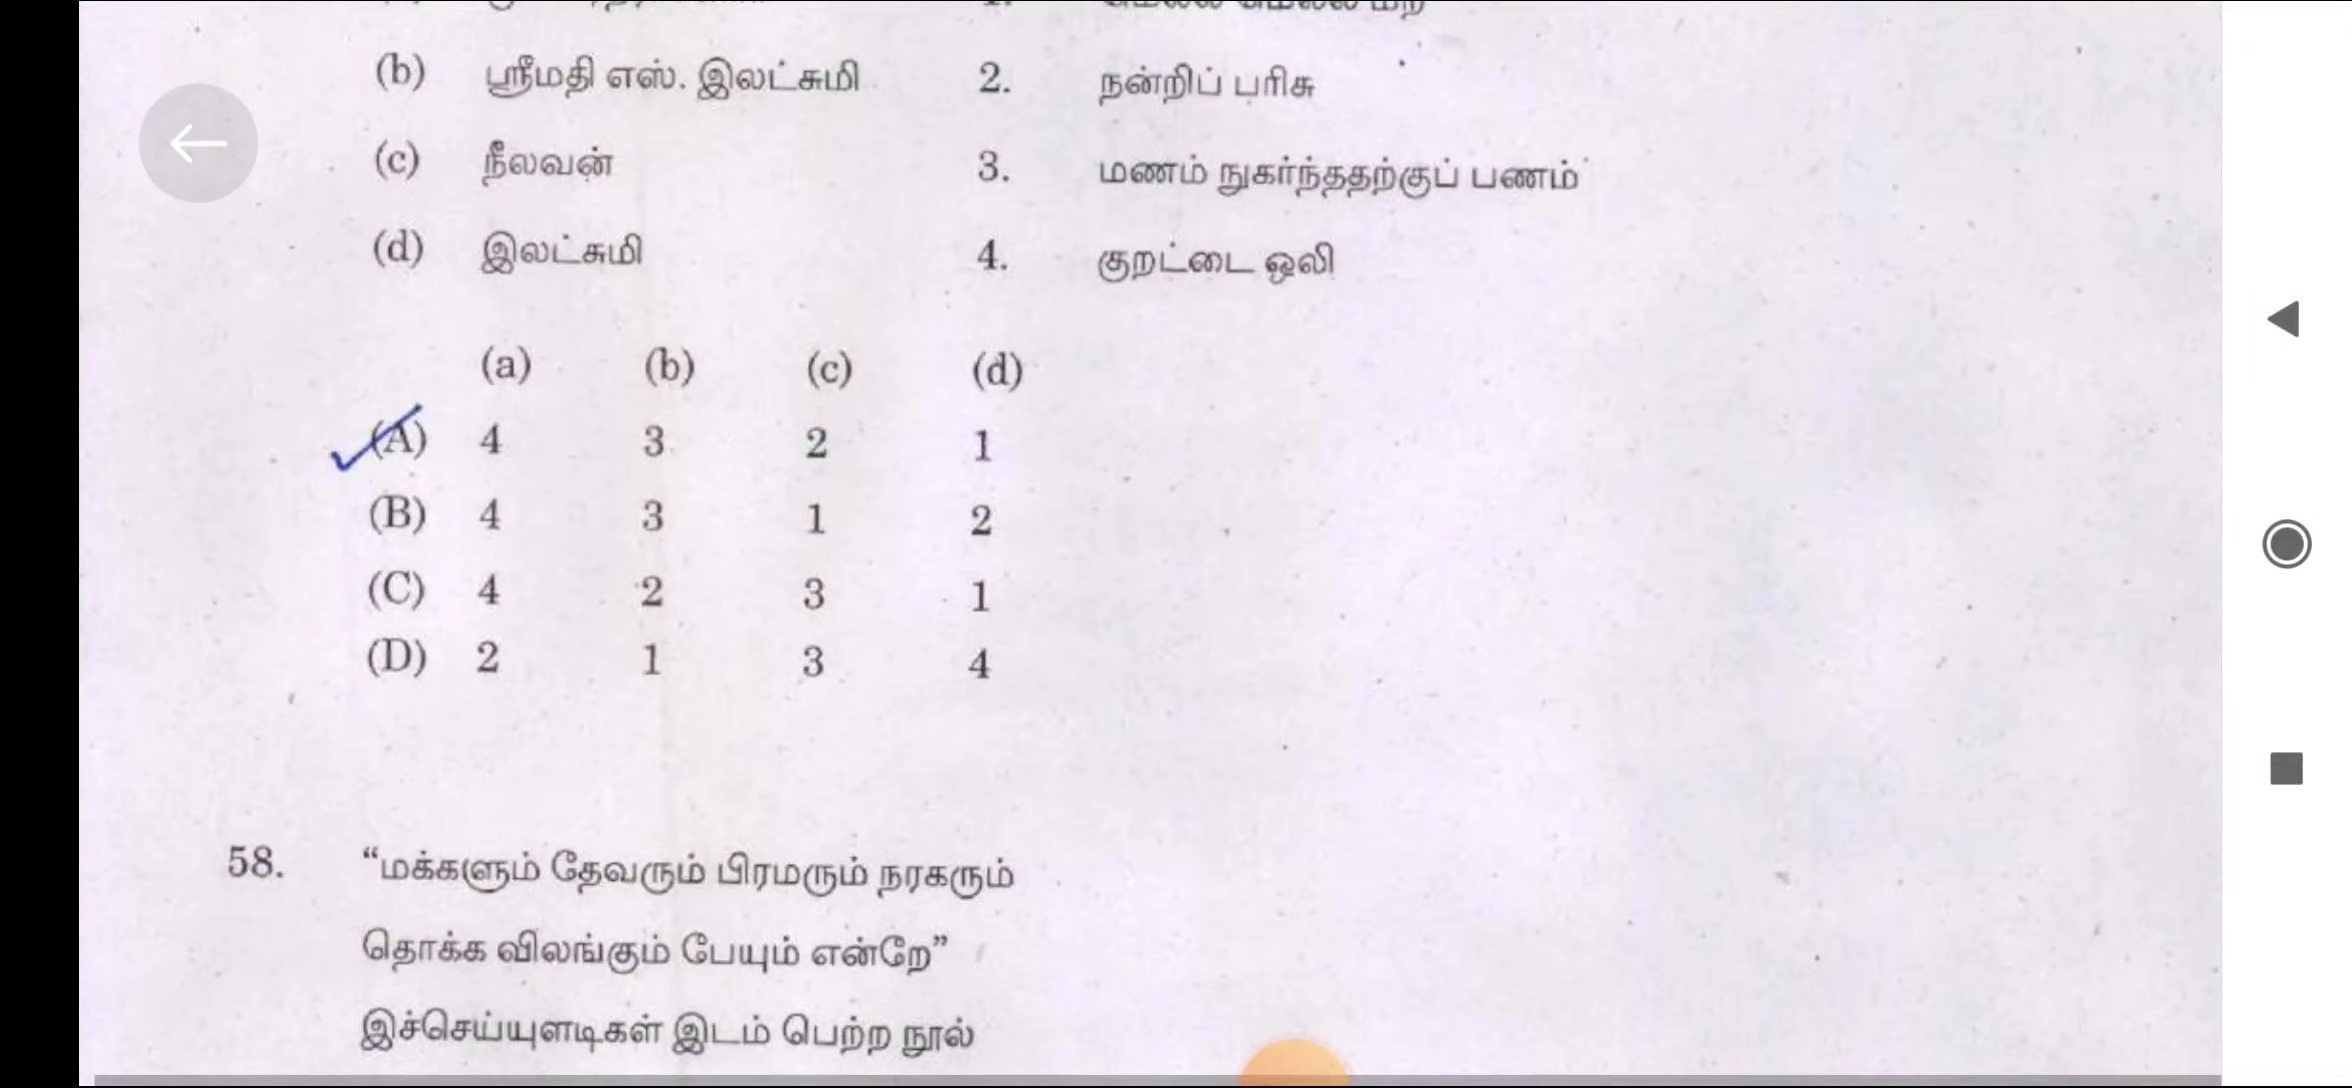 (b) ஸ்ரீமதி எஸ். இலட்சுமி 2. நன்றிப் பரிசு
(c) நீலவன் 3. மணம் நுகர்ந்ததற்குப் பணம்
(d) இலட்சுமி 4. குறட்டை ஒலி
(a) (b) (c) (d)
(A) 4 3 2 1
(B) 4 3 1 2
(C) 4 2 3 1
(D) 2 1 3 4
58. “மக்களும் தேவரும் பிரமரும் நரகரும்
தொக்க விலங்கும் பேயும் என்றே”
இச்செய்யுளடிகள் இடம் பெற்ற நூல்